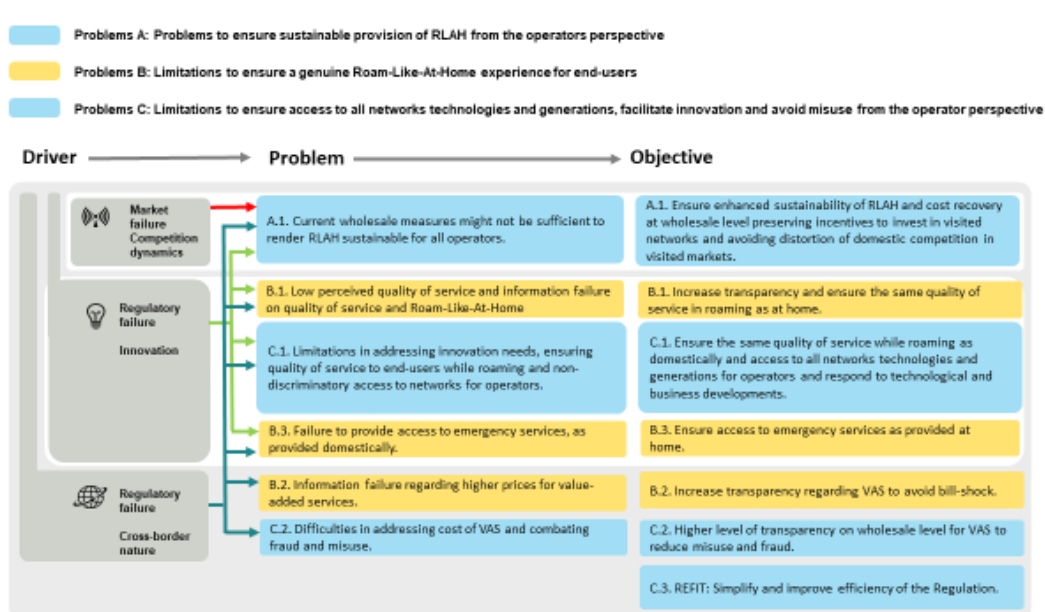 Problems A: Problems to ensure sustainable provision of RLAH from the operators perspective
Problems B: Limitations to ensure a genuine Roam-Like-At-Home experience for end-users
Problems C: Limitations to ensure access to all networks technologies and generations, facilitate innovation and avoid misuse from the operator perspective
Driver
Problem
Objective
Market
failure
Competition
dynamics
A.1. Current wholesale measures might not be sufficient to
render RLAH sustainable for all operators.
A.1. Ensure enhanced sustainability of RLAH and cost recovery
at wholesale level preserving incentives to invest in visited
networks and avoiding distortion of domestic competition in
visited markets.
Regulatory
failure
Innovation
B.1. Low perceived quality of service and information failure
on quality of service and Roam-Like-At-Home
B.1. Increase transparency and ensure the same quality of
service in roaming as at home.
C.1. Limitations in addressing innovation needs, ensuring
quality of service to end-users while roaming and non-
discriminatory access to networks for operators.
C.1. Ensure the same quality of service while roaming as
domestically and access to all networks technologies and
generations for operators and respond to technological and
business developments.
B.3. Failure to provide access to emergency services, as
provided domestically.
B.3. Ensure access to emergency services as provided at
home.
Regulatory
failure
Cross-border
nature
B.2. Information failure regarding higher prices for value-
added services.
B.2. Increase transparency regarding VAS to avoid bill-shock.
C.2. Difficulties in addressing cost of VAS and combating
fraud and misuse.
C.2. Higher level of transparency on wholesale level for VAS to
reduce misuse and fraud.
C.3. REFIT: Simplify and improve efficiency of the Regulation.